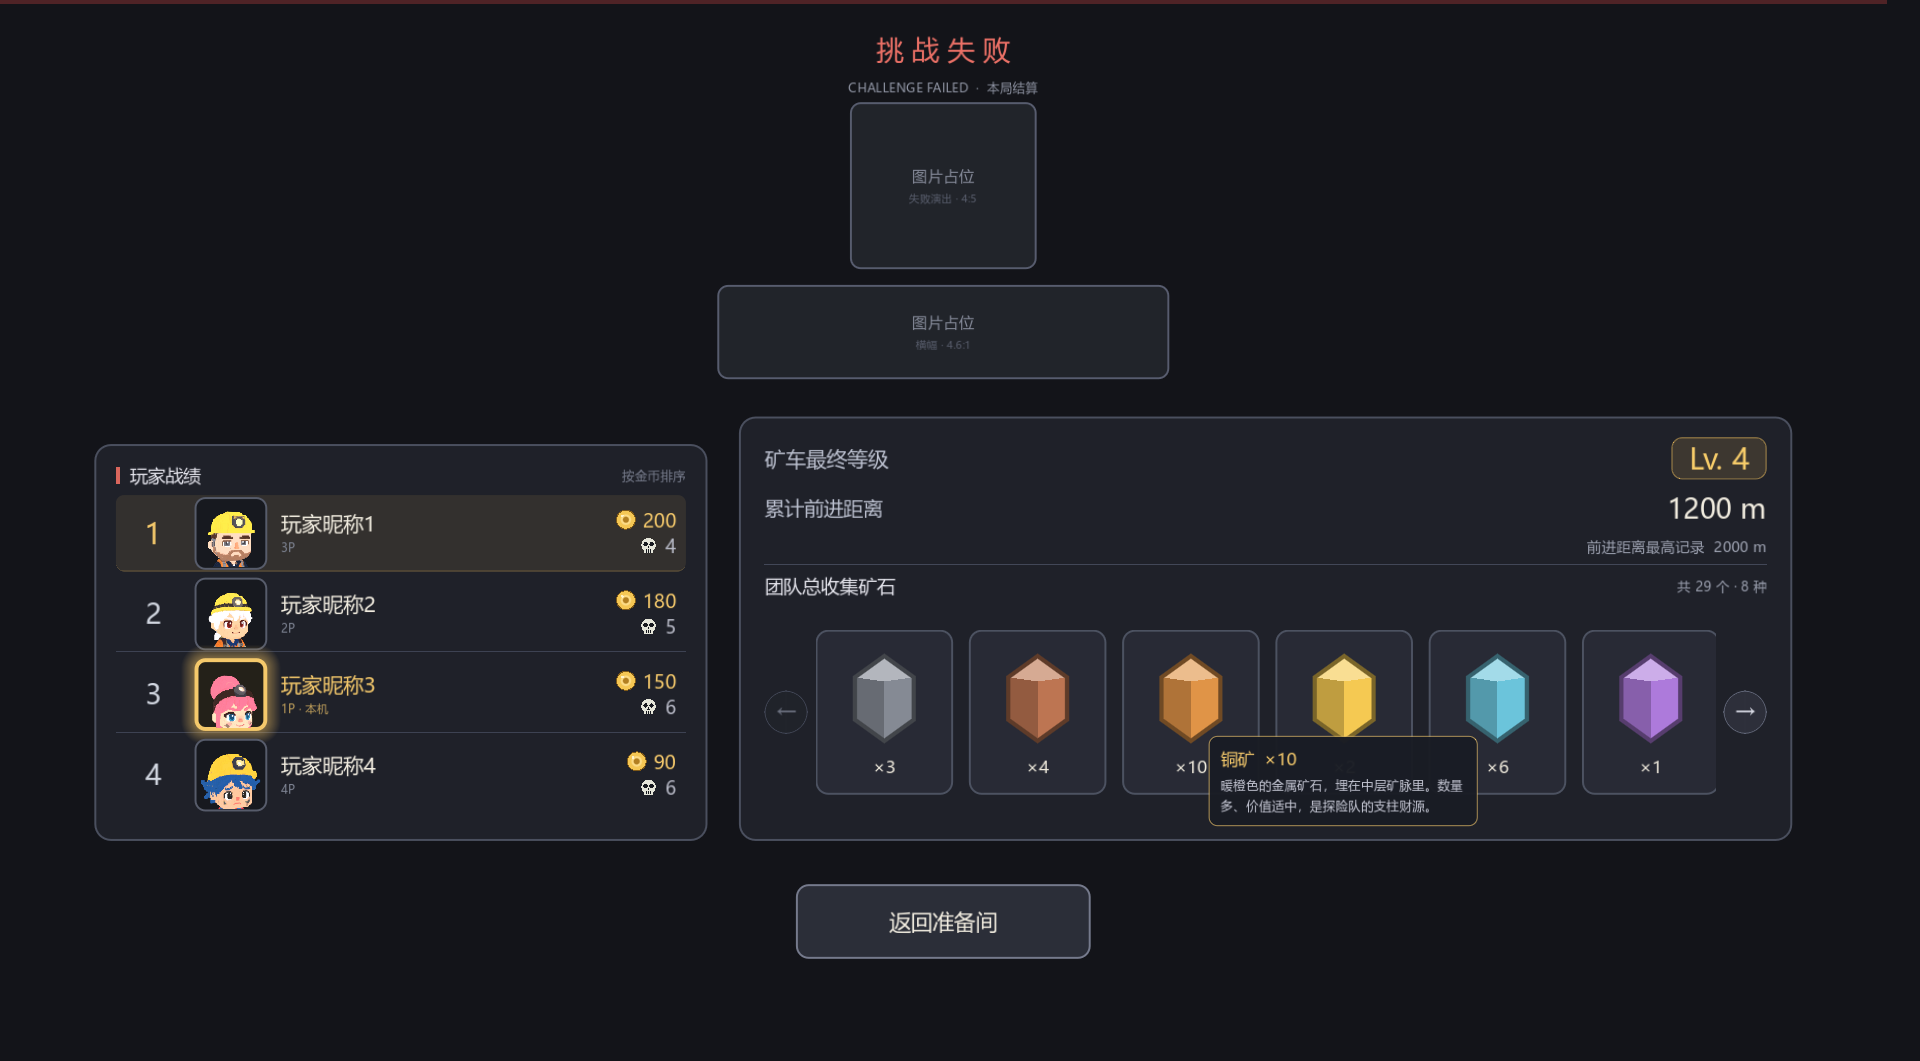 挑战失败
CHALLENGE FAILED · 本局结算
图片占位
失败演出 · 4:5
图片占位
横幅 · 4.6:1
玩家战绩
按金币排序
1
玩家昵称1
3P
200
4
2
玩家昵称2
2P
180
5
3
玩家昵称3
1P · 本机
150
6
4
玩家昵称4
4P
90
6
矿车最终等级
Lv. 4
累计前进距离
1200 m
前进距离最高记录 2000 m
团队总收集矿石
共 29 个 · 8 种
←
×3
×4
×10
×6
×1
→
铜矿 ×10
暖橙色的金属矿石，埋在中层矿脉里。数量
多、价值适中，是探险队的支柱财源。
返回准备间